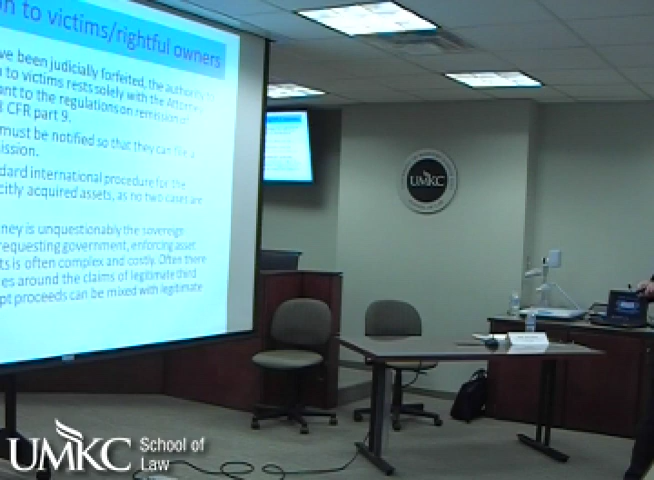 on to victims/rightful owners
ve been judicially forfeited, the authority to
n to victims rests solely with the Attorney
ant to the regulations on remission or
8 CFR part 9.
must be notified so that they can file a
ission.
dard international procedure for the
citly acquired assets, as no two cases are
ney is unquestionably the sovereign
requesting government, enforcing asset
ts is often complex and costly. Often there
es around the claims of legitimate third
pt proceeds can be mixed with legitimate
UMKC
UMKC School of
Law